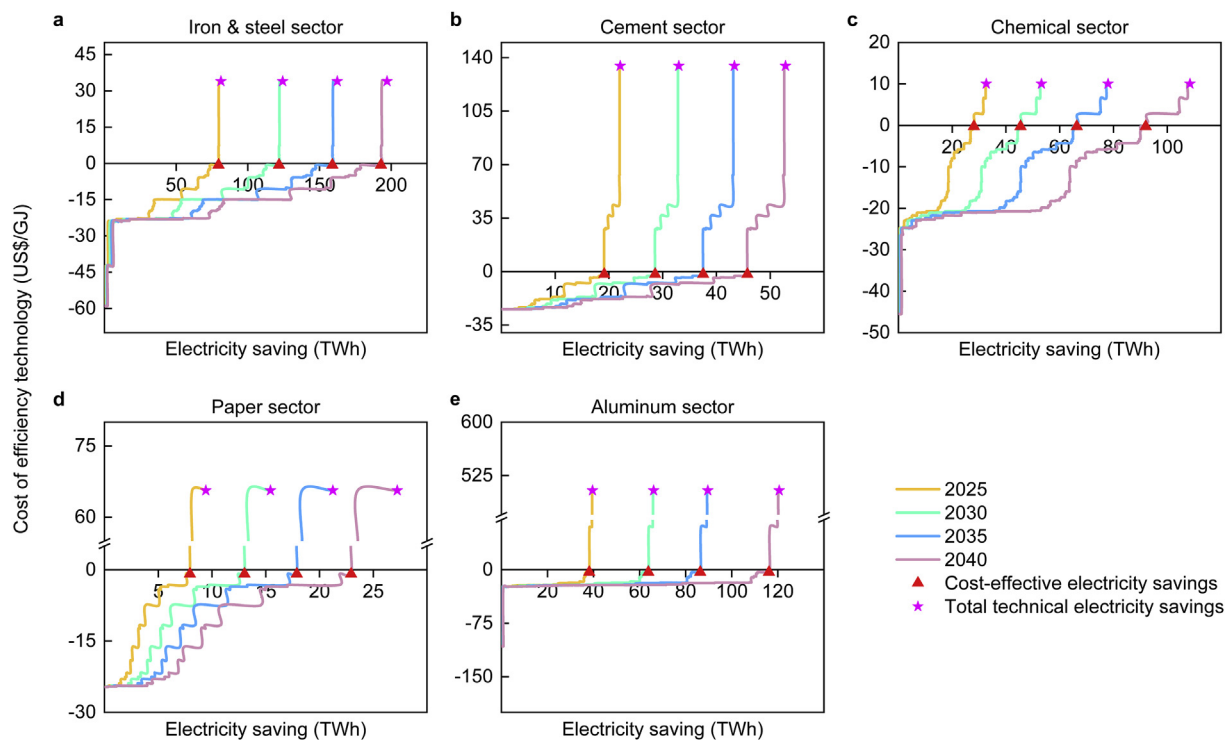 Cost of efficiency technology (US$/GJ)
a
Iron & steel sector
45
30
15
0
-15
-30
-45
-60
50 100 150 200
Electricity saving (TWh)
b
Cement sector
140
105
70
35
0
-35
10 20 30 40 50
Electricity saving (TWh)
c
Chemical sector
20
10
0
-10
-20
-30
-40
-50
20 40 60 80 100
Electricity saving (TWh)
d
Paper sector
75
60
0
-15
-30
5 10 15 20 25
Electricity saving (TWh)
e
Aluminum sector
600
525
400
0
-75
-150
20 40 60 80 100 120
Electricity saving (TWh)
2025
2030
2035
2040
Cost-effective electricity savings
Total technical electricity savings